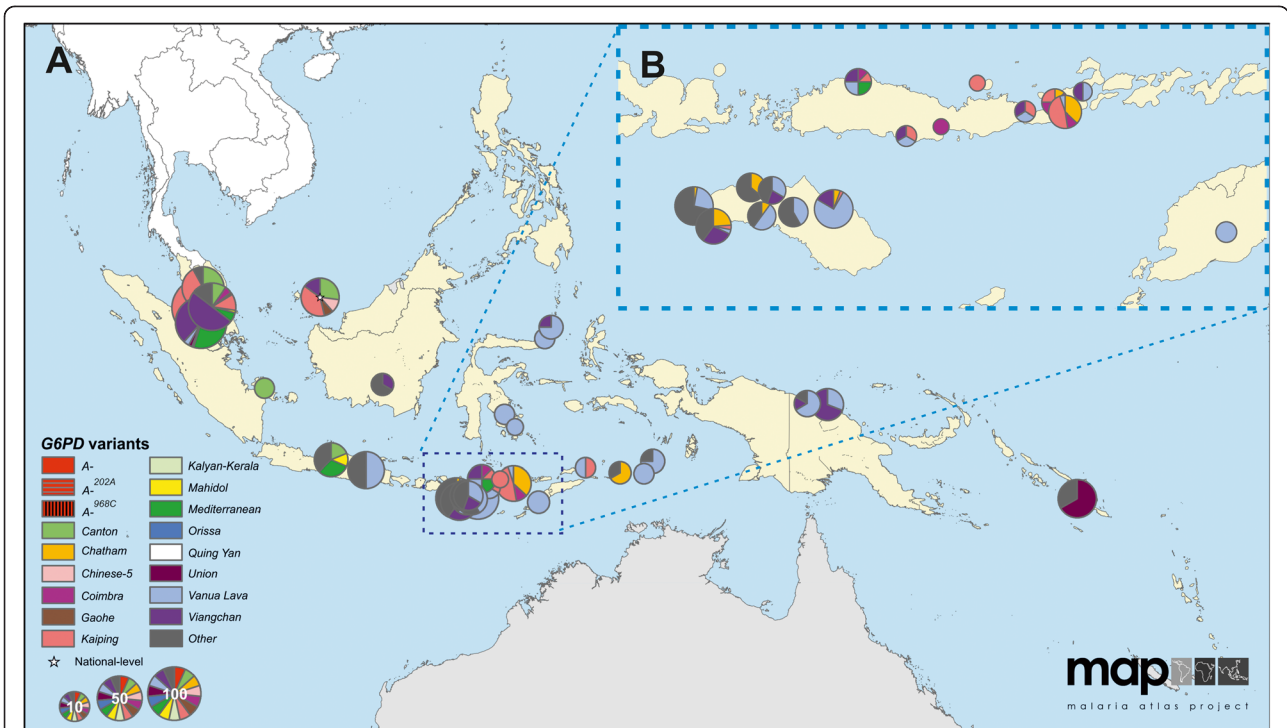 A
B
G6PD variants
A-
A-202A
A-968C
Canton
Chatham
Chinese-5
Coimbra
Gaohe
Kaiping
Kalyan-Kerala
Mahidol
Mediterranean
Orissa
Quing Yan
Union
Vanua Lava
Viangchan
Other
National-level
10
50
100
map
malaria atlas project